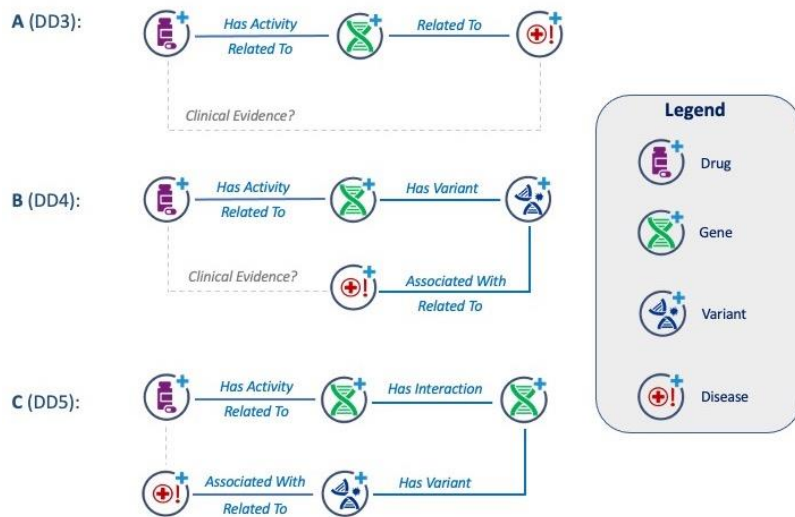 A (DD3):
Has Activity
Related To
Related To
Clinical Evidence?
B (DD4):
Has Activity
Related To
Has Variant
Clinical Evidence?
Associated With
Related To
C (DD5):
Has Activity
Related To
Has Interaction
Associated With
Related To
Has Variant
Legend
Drug
Gene
Variant
Disease